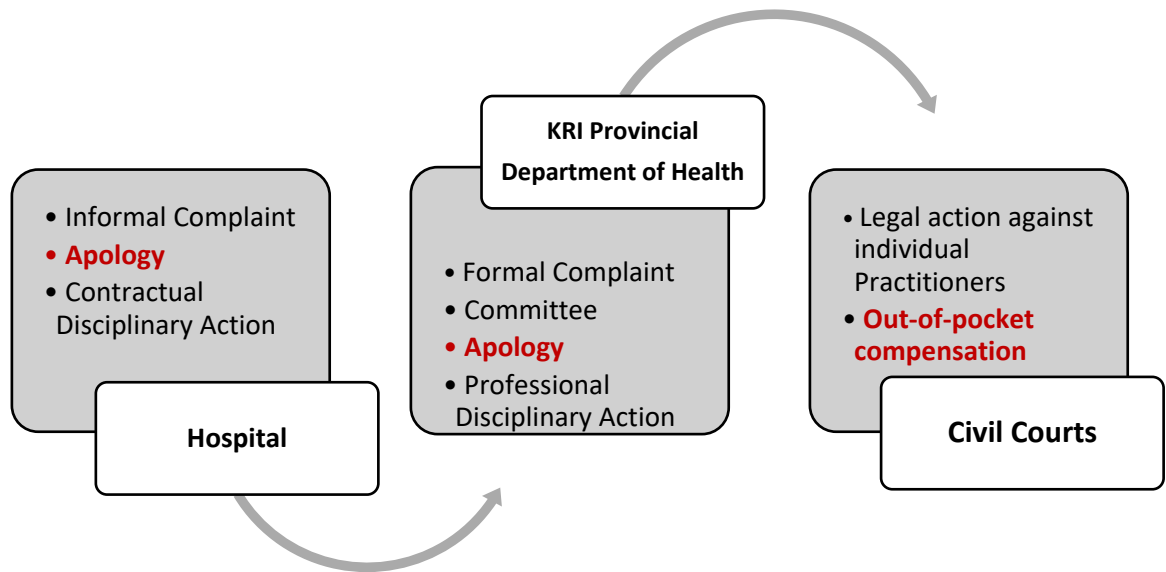 • Informal Complaint
• Apology
• Contractual
Disciplinary Action
Hospital
KRI Provincial
Department of Health
• Formal Complaint
• Committee
• Apology
• Professional
Disciplinary Action
• Legal action against
individual
Practitioners
• Out-of-pocket
compensation
Civil Courts